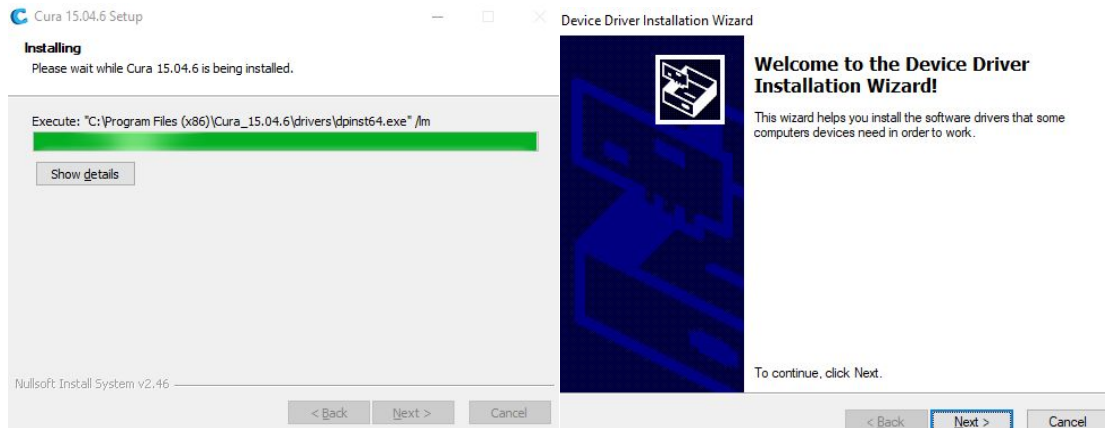 Cura 15.04.6 Setup
Installing
Please wait while Cura 15.04.6 is being installed.
Execute: "C:\Program Files (x86)\Cura_15.04.6\drivers\dpinst64.exe" /lm
Show details
Nullsoft Install System v2.46
< Back Next > Cancel
Device Driver Installation Wizard
Welcome to the Device Driver
Installation Wizard!
This wizard helps you install the software drivers that some
computers devices need in order to work.
To continue, click Next.
< Back Next > Cancel